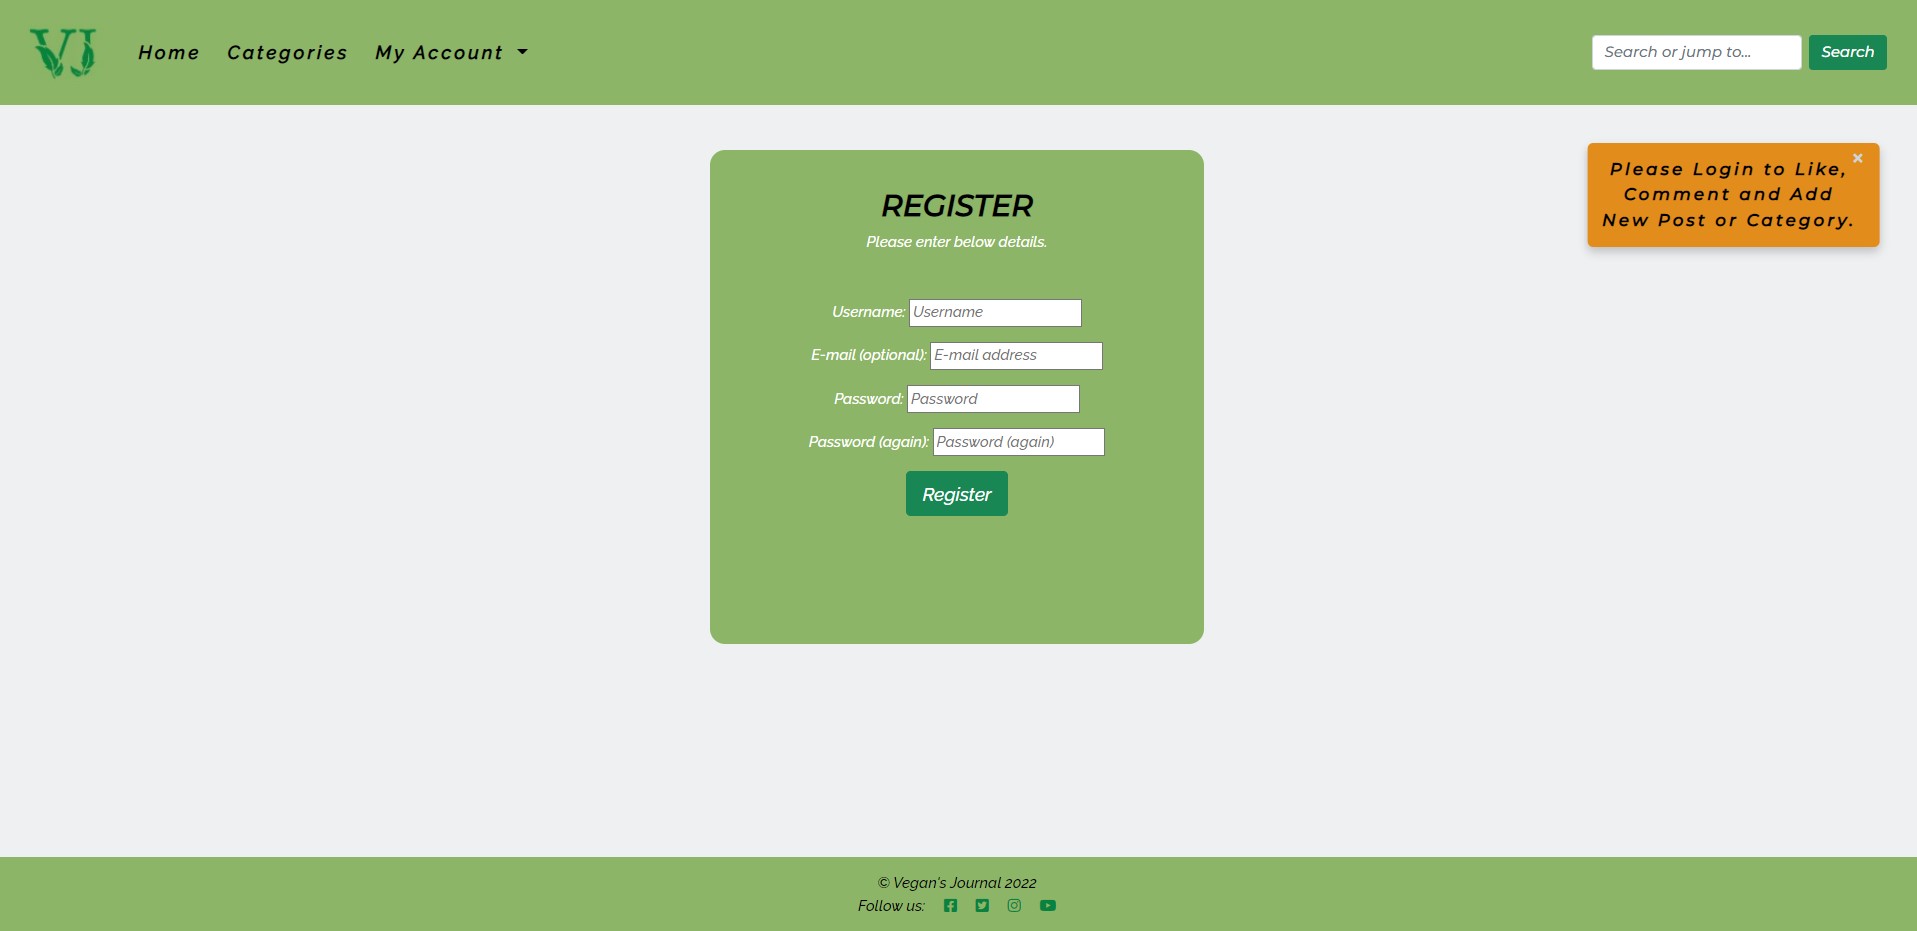 VJ
Home Categories My Account
Search or jump to... Search
Please Login to Like,
Comment and Add
New Post or Category.
REGISTER
Please enter below details.
Username: Username
E-mail (optional): E-mail address
Password: Password
Password (again): Password (again)
Register
© Vegan's Journal 2022
Follow us: